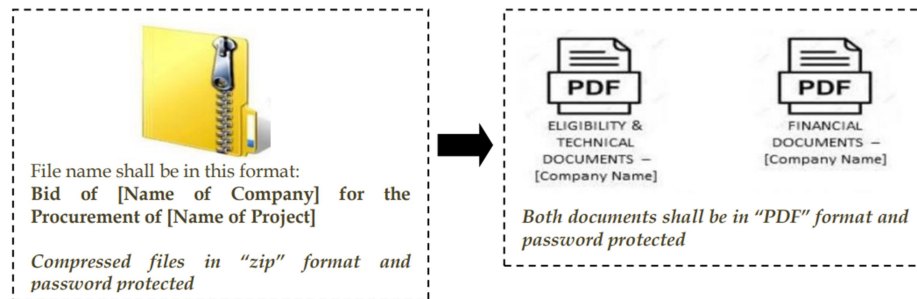 File name shall be in this format:
Bid of [Name of Company] for the
Procurement of [Name of Project]
Compressed files in “zip” format and
password protected
PDF
ELIGIBILITY &
TECHNICAL
DOCUMENTS –
[Company Name]
PDF
FINANCIAL
DOCUMENTS –
[Company Name]
Both documents shall be in “PDF” format and
password protected